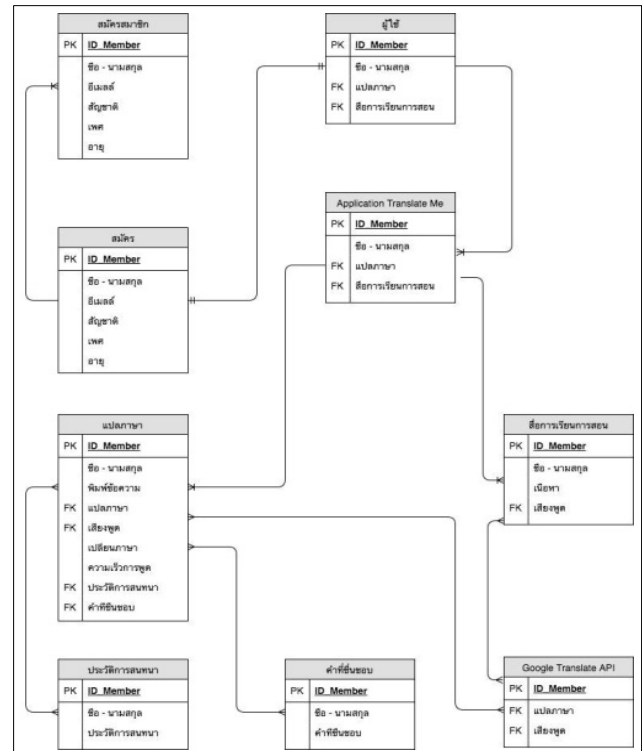 สมัครสมาชิก
PK ID_Member
ชื่อ - นามสกุล
อีเมลล์
สัญชาติ
เพศ
อายุ
ผู้ใช้
PK ID_Member
ชื่อ - นามสกุล
FK แปลภาษา
FK สื่อการเรียนการสอน
สมัคร
PK ID_Member
ชื่อ - นามสกุล
อีเมลล์
สัญชาติ
เพศ
อายุ
Application Translate Me
PK ID_Member
ชื่อ - นามสกุล
FK แปลภาษา
FK สื่อการเรียนการสอน
แปลภาษา
PK ID_Member
ชื่อ - นามสกุล
พิมพ์ข้อความ
FK แปลภาษา
FK เสียงพูด
เปลี่ยนภาษา
ความเร็วการพูด
FK ประวัติการสนทนา
FK คำที่ชื่นชอบ
สื่อการเรียนการสอน
PK ID_Member
ชื่อ - นามสกุล
เนื้อหา
FK เสียงพูด
ประวัติการสนทนา
PK ID_Member
ชื่อ - นามสกุล
ประวัติการสนทนา
คำที่ชื่นชอบ
PK ID_Member
ชื่อ - นามสกุล
คำที่ชื่นชอบ
Google Translate API
PK ID_Member
FK แปลภาษา
FK เสียงพูด